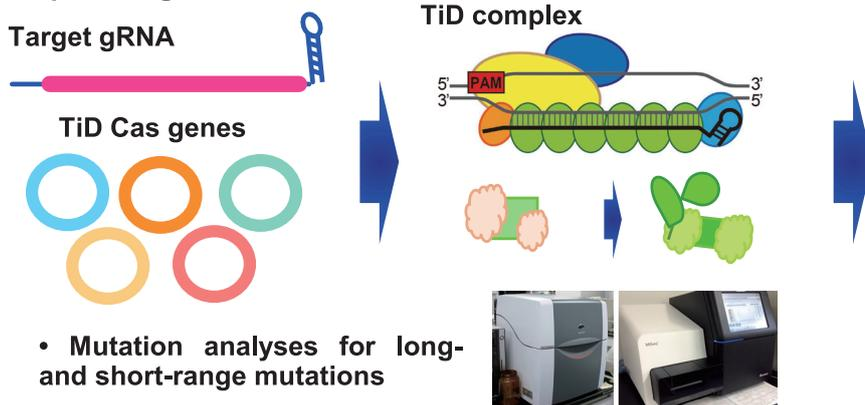 Target gRNA
TiD complex
PAM
5'
3'
3'
5'
TiD Cas genes
• Mutation analyses for long-
and short-range mutations
MiSeq